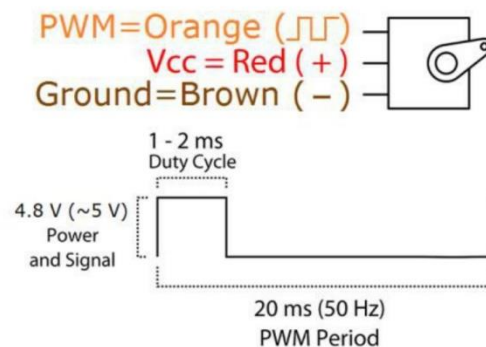 PWM=Orange (⎍⎍)
Vcc = Red (+)
Ground=Brown (−)
1 - 2 ms
Duty Cycle
4.8 V (~5 V)
Power
and Signal
20 ms (50 Hz)
PWM Period